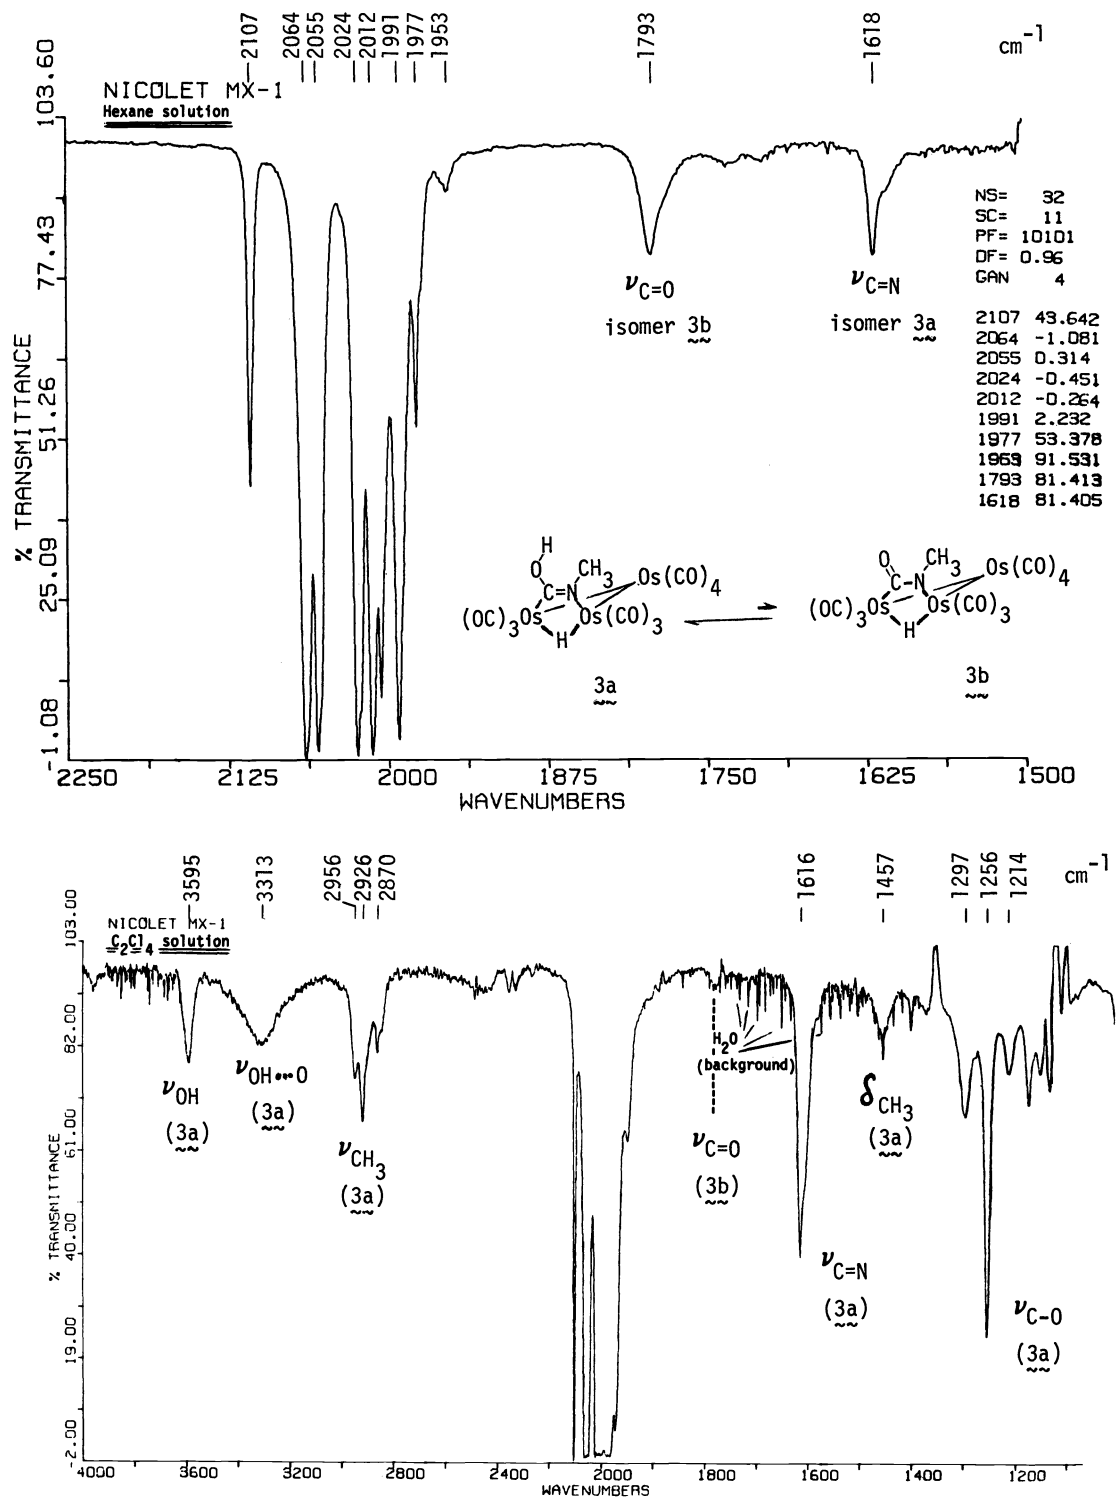 2107 2064 2055 2024 2012 1991 1977 1953 1793 1618 cm-1
NICOLET MX-1
Hexane solution
103.60
77.43
51.26
25.09
-1.08
% TRANSMITTANCE
NS= 32
SC= 11
PF= 10101
DF= 0.96
GAN 4
νC=O
isomer 3b
νC=N
isomer 3a
2107 43.642
2064 -1.081
2055 0.314
2024 -0.451
2012 -0.264
1991 2.232
1977 53.378
1953 91.531
1793 81.413
1618 81.405
H
O
C=N
CH3
Os(CO)4
(OC)3Os
Os(CO)3
H
3a
O
C-N
CH3
Os(CO)4
(OC)3Os
Os(CO)3
H
3b
2250 2125 2000 1875 1750 1625 1500
WAVENUMBERS
3595 3313 2956 2926 2870 1616 1457 1297 1256 1214 cm-1
NICOLET MX-1
C2Cl4 solution
103.00
82.00
61.00
40.00
19.00
-2.00
% TRANSMITTANCE
νOH
(3a)
νOH•••O
(3a)
νCH3
(3a)
H2O
(background)
νC=O
(3b)
νC=N
(3a)
δCH3
(3a)
νC-O
(3a)
4000 3600 3200 2800 2000 1800 1600 1400 1200
WAVENUMBERS